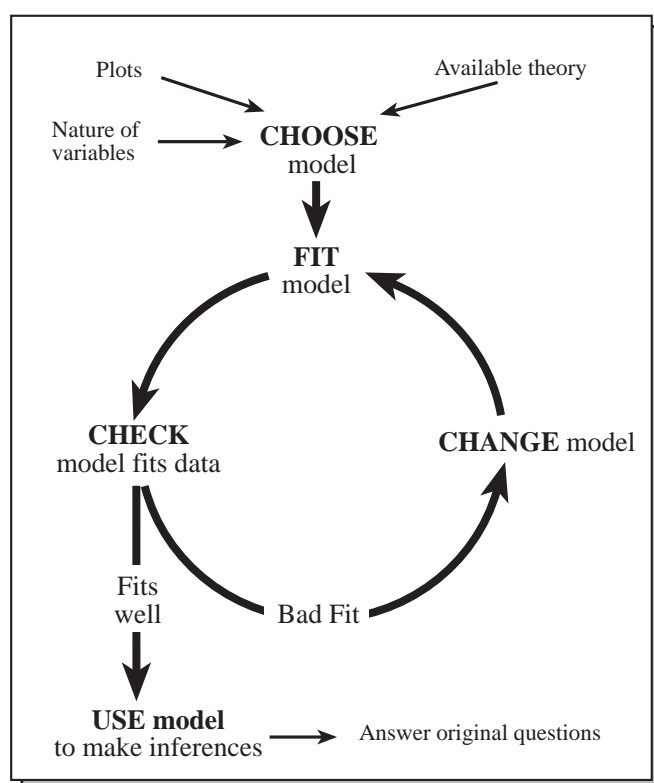 Plots
Available theory
Nature of
variables
CHOOSE
model
FIT
model
CHECK
model fits data
CHANGE model
Fits
well
Bad Fit
USE model
to make inferences
Answer original questions